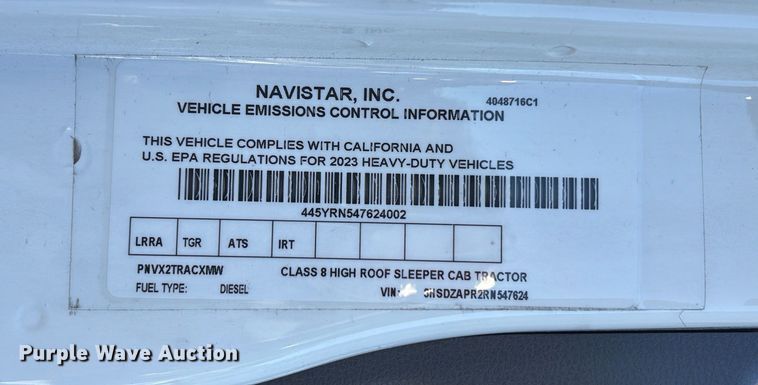 NAVISTAR, INC.
4048716C1
VEHICLE EMISSIONS CONTROL INFORMATION
THIS VEHICLE COMPLIES WITH CALIFORNIA AND
U.S. EPA REGULATIONS FOR 2023 HEAVY-DUTY VEHICLES
445YRN547624002
LRRA TGR ATS IRT
PNVX2TRACXMW CLASS 8 HIGH ROOF SLEEPER CAB TRACTOR
FUEL TYPE: DIESEL VIN: 3HSDZAPR2RN547624
Purple Wave Auction